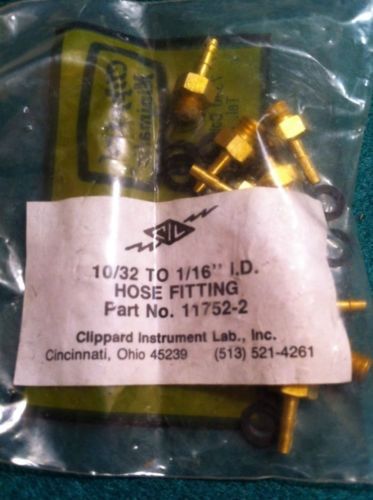 10/32 TO 1/16" I.D.
HOSE FITTING
Part No. 11752-2
Clippard Instrument Lab., Inc.
Cincinnati, Ohio 45239 (513) 521-4261